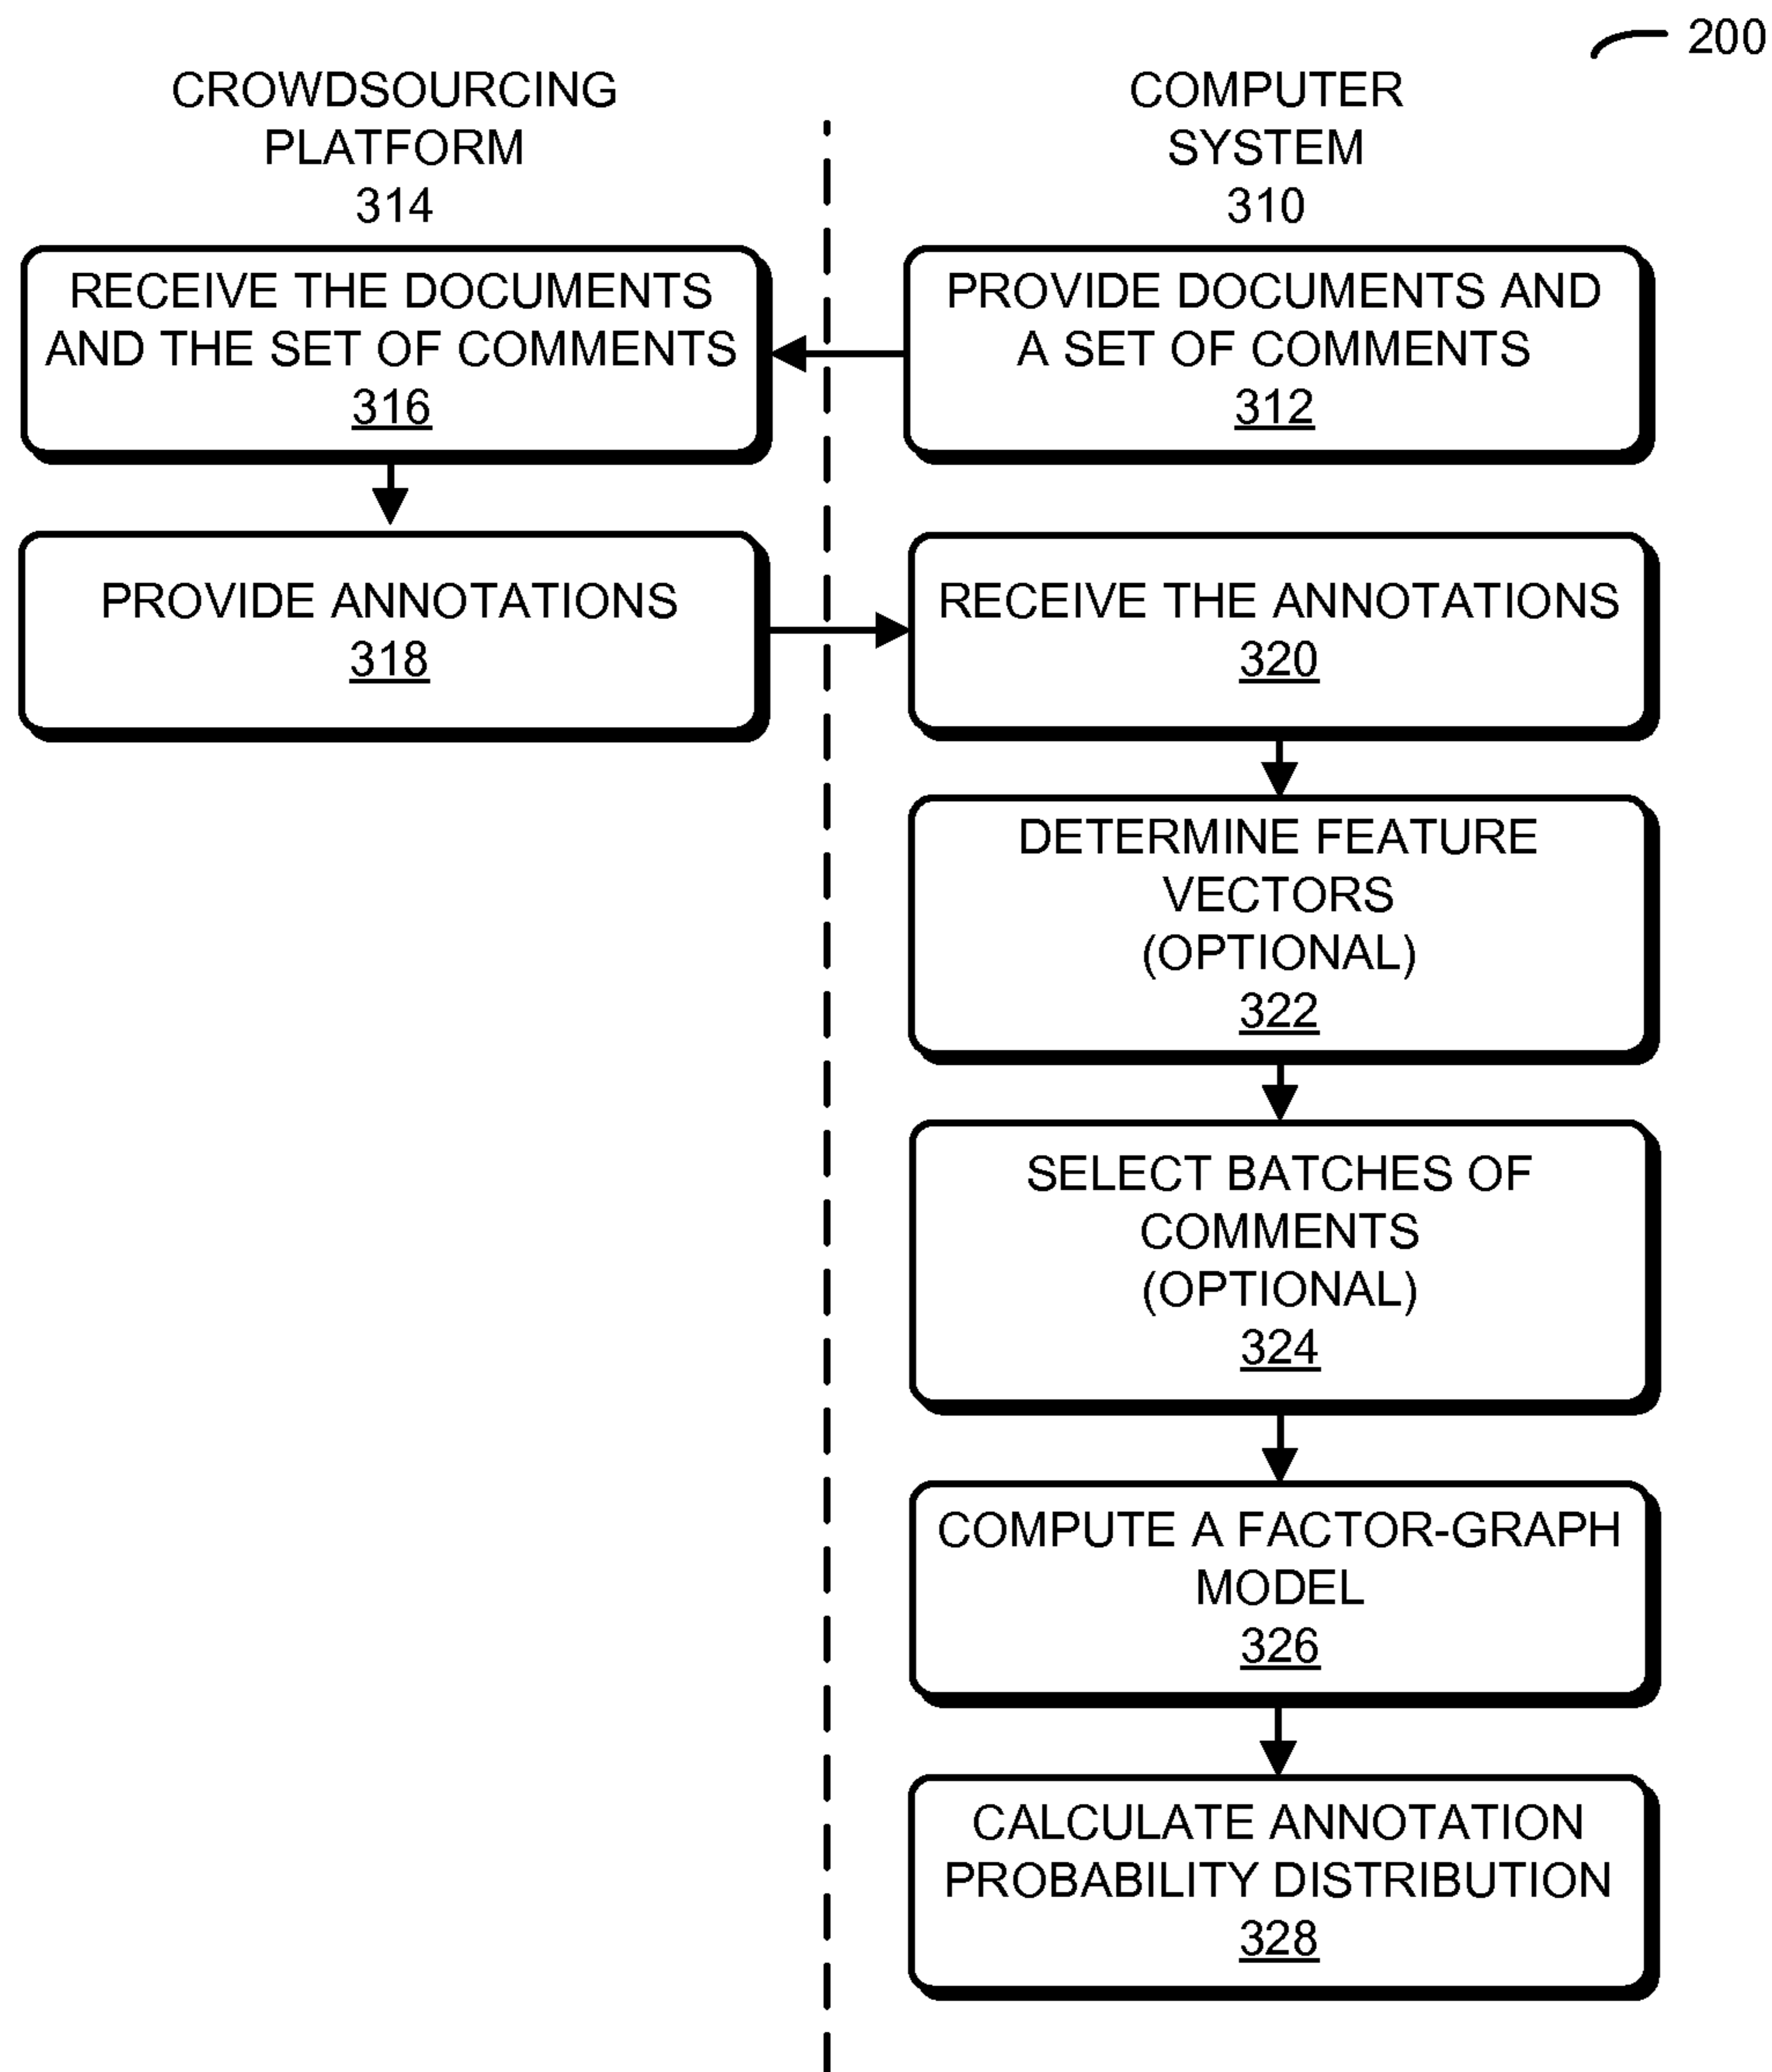 200
CROWDSOURCING
PLATFORM
314
COMPUTER
SYSTEM
310
RECEIVE THE DOCUMENTS
AND THE SET OF COMMENTS
316
PROVIDE DOCUMENTS AND
A SET OF COMMENTS
312
PROVIDE ANNOTATIONS
318
RECEIVE THE ANNOTATIONS
320
DETERMINE FEATURE
VECTORS
(OPTIONAL)
322
SELECT BATCHES OF
COMMENTS
(OPTIONAL)
324
COMPUTE A FACTOR-GRAPH
MODEL
326
CALCULATE ANNOTATION
PROBABILITY DISTRIBUTION
328